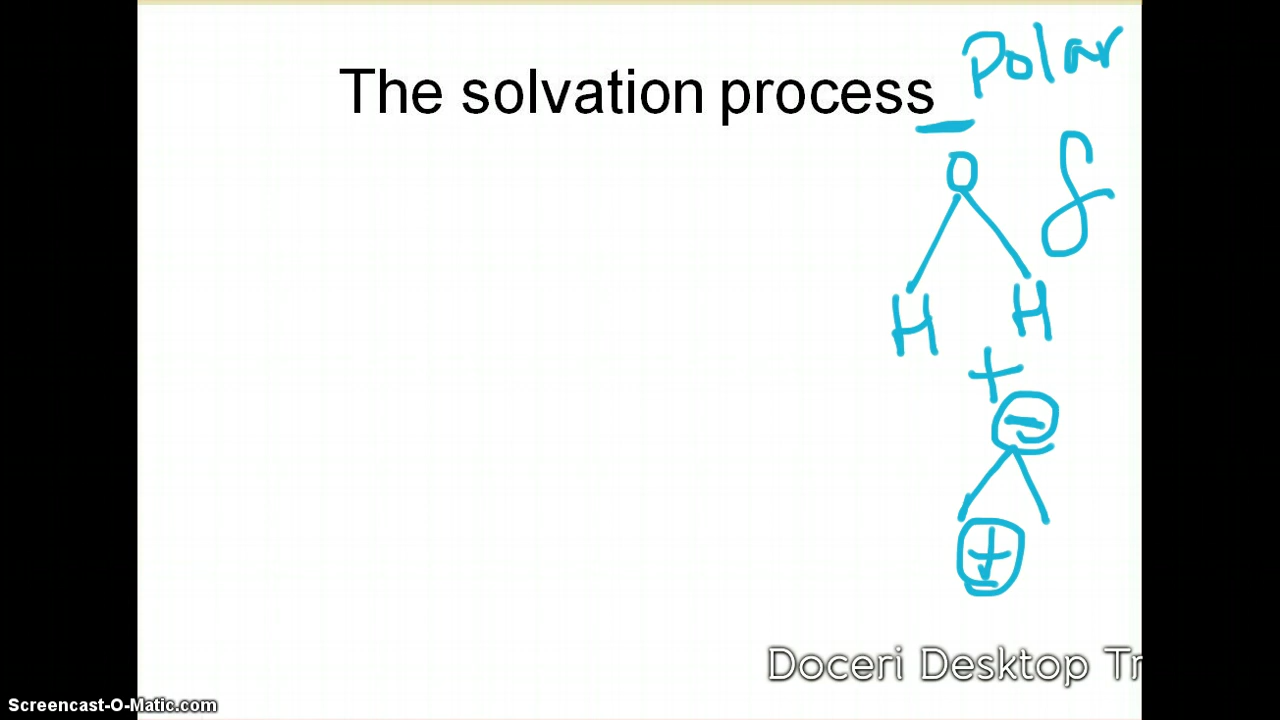 Polar
The solvation process
−
O
δ
H H
+
−
+
Doceri Desktop Tr
Screencast-O-Matic.com